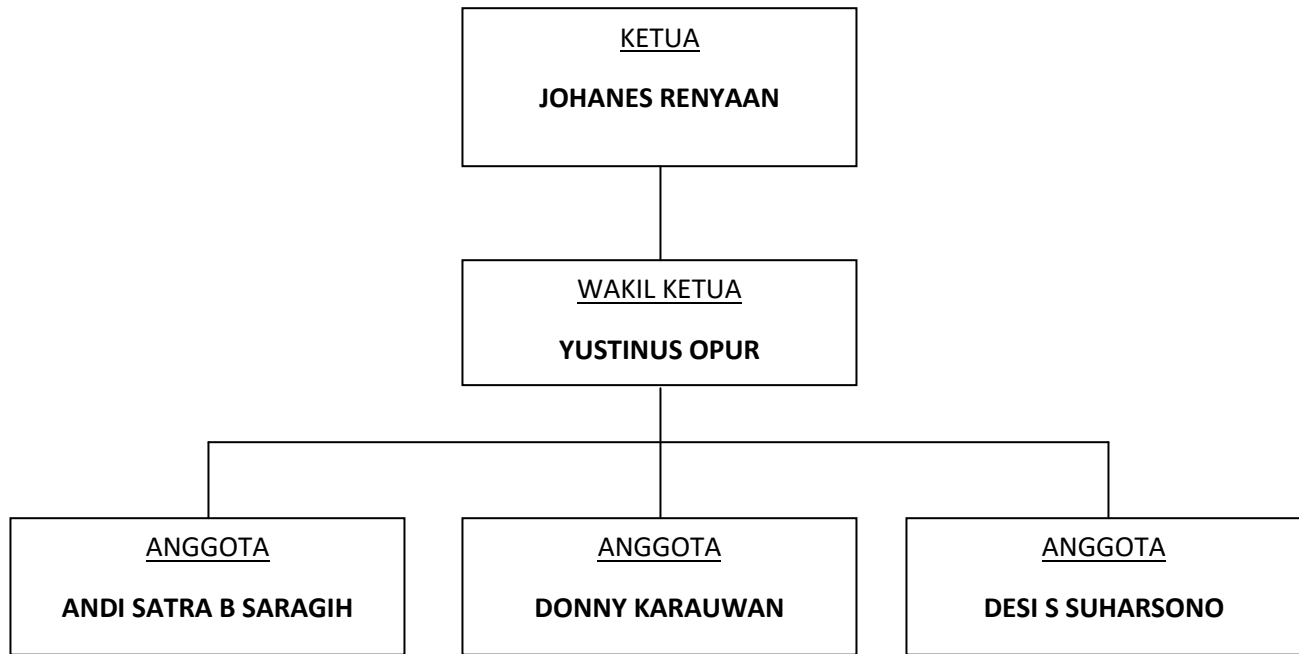 KETUA
JOHANES RENYAAN
WAKIL KETUA
YUSTINUS OPUR
ANGGOTA
ANDI SATRA B SARAGIH
ANGGOTA
DONNY KARAUWAN
ANGGOTA
DESI S SUHARSONO